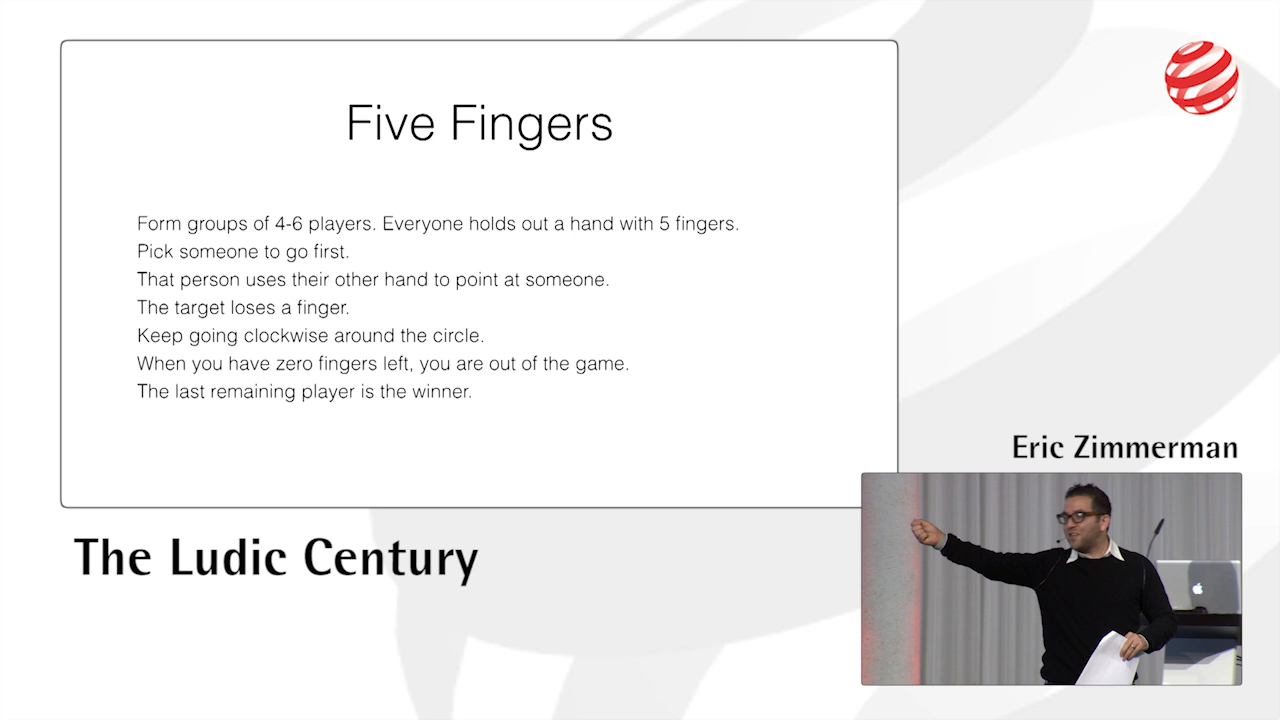 Five Fingers
Form groups of 4-6 players. Everyone holds out a hand with 5 fingers.
Pick someone to go first.
That person uses their other hand to point at someone.
The target loses a finger.
Keep going clockwise around the circle.
When you have zero fingers left, you are out of the game.
The last remaining player is the winner.
Eric Zimmerman
The Ludic Century